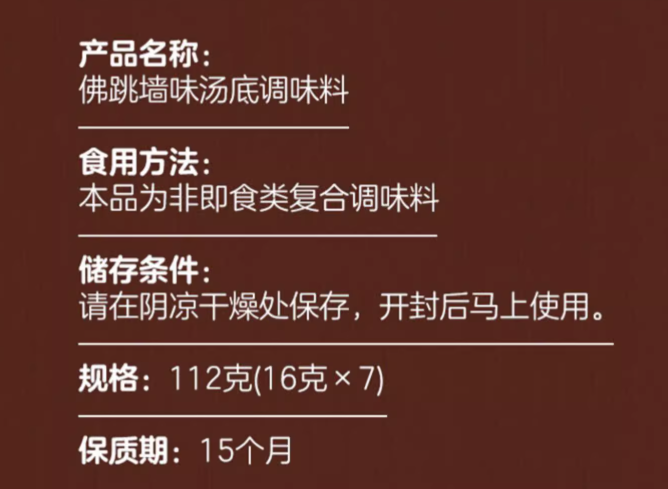 产品名称：
佛跳墙味汤底调味料
食用方法：
本品为非即食类复合调味料
储存条件：
请在阴凉干燥处保存，开封后马上使用。
规格：112克(16克×7)
保质期：15个月